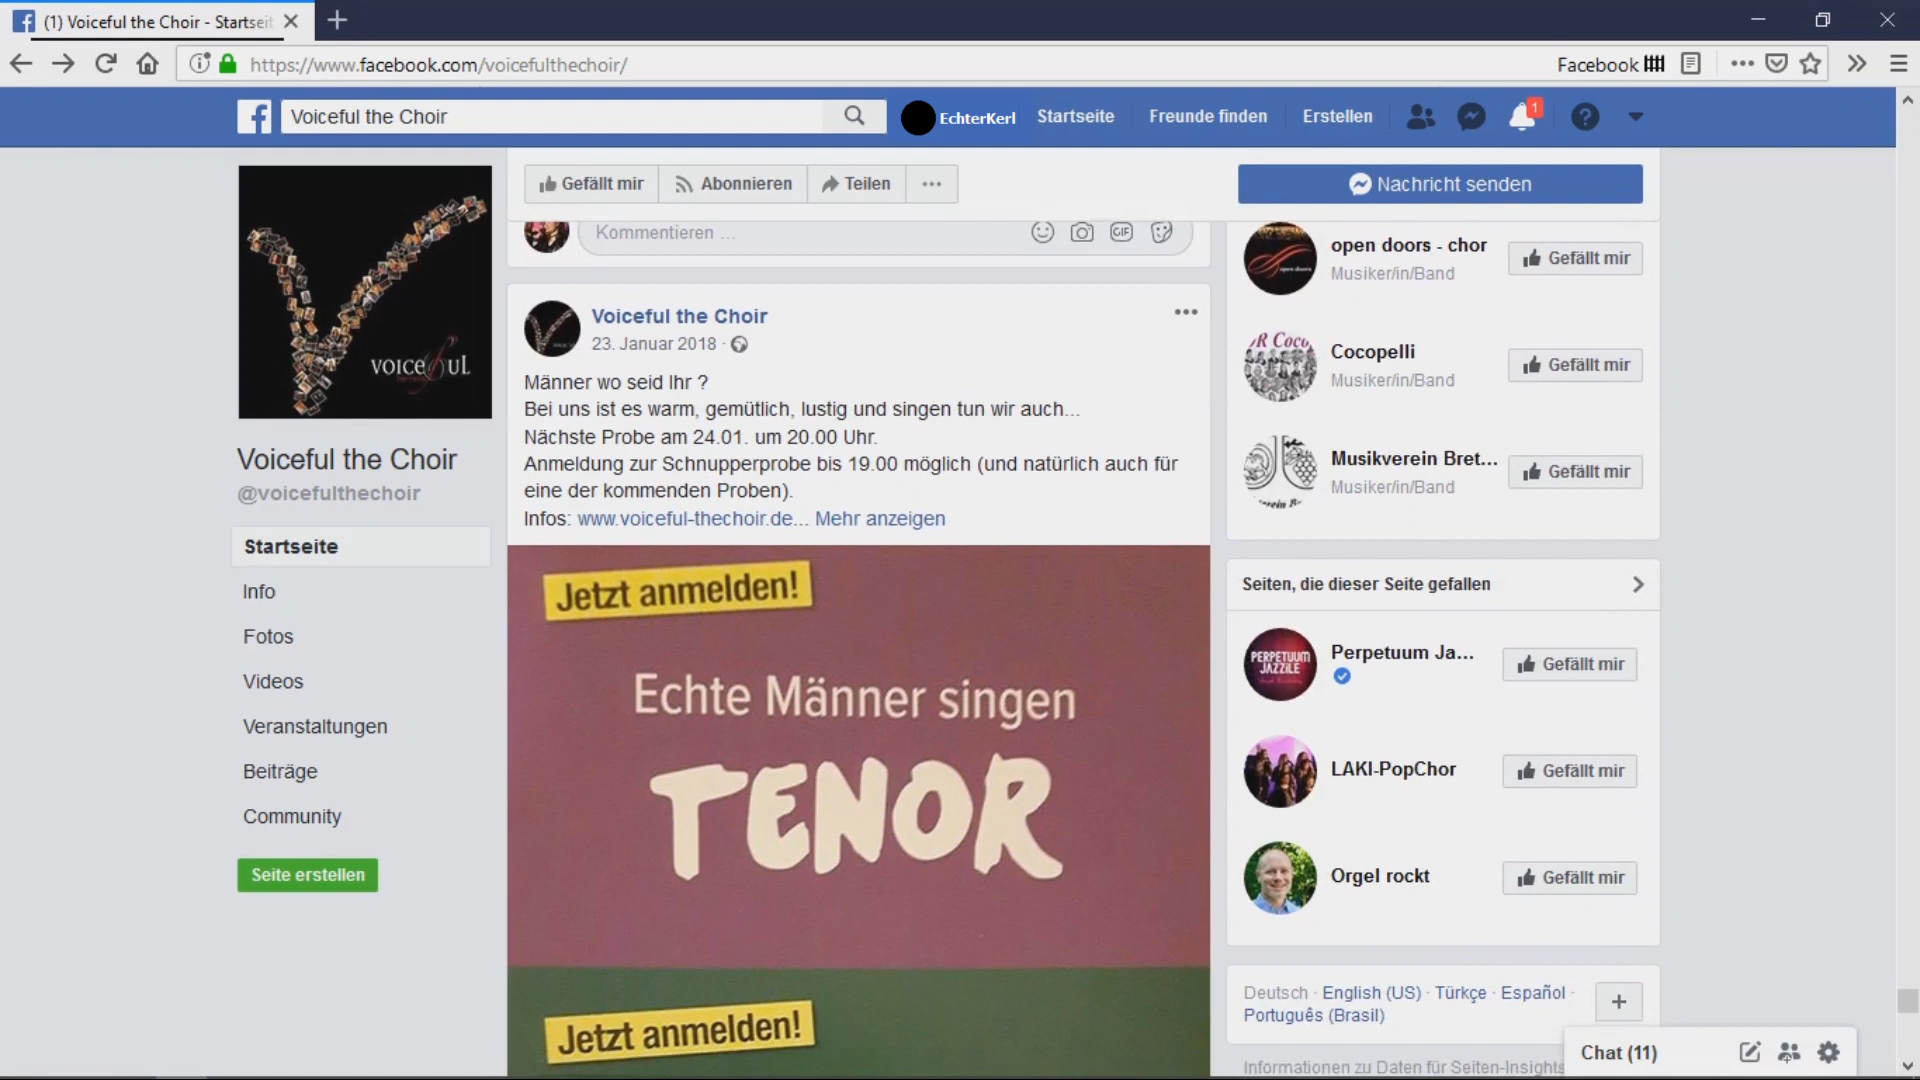 (1) Voiceful the Choir - Startseit
https://www.facebook.com/voicefulthechoir/
Facebook
Voiceful the Choir
EchterKerl
Startseite
Freunde finden
Erstellen
1
VOICEFUL
Voiceful the Choir
@voicefulthechoir
Startseite
Info
Fotos
Videos
Veranstaltungen
Beiträge
Community
Seite erstellen
Gefällt mir
Abonnieren
Teilen
Nachricht senden
Kommentieren ...
GIF
Voiceful the Choir
23. Januar 2018 ·
Männer wo seid Ihr ?
Bei uns ist es warm, gemütlich, lustig und singen tun wir auch...
Nächste Probe am 24.01. um 20.00 Uhr.
Anmeldung zur Schnupperprobe bis 19.00 möglich (und natürlich auch für
eine der kommenden Proben).
Infos: www.voiceful-thechoir.de... Mehr anzeigen
Jetzt anmelden!
Echte Männer singen
TENOR
Jetzt anmelden!
open doors
open doors - chor
Musiker/in/Band
Gefällt mir
Cocopelli
Musiker/in/Band
Gefällt mir
Musikverein Bret...
Musiker/in/Band
Gefällt mir
Seiten, die dieser Seite gefallen
PERPETUUM
JAZZILE
Perpetuum Ja...
Gefällt mir
LAKI-PopChor
Gefällt mir
Orgel rockt
Gefällt mir
Deutsch · English (US) · Türkçe · Español ·
Português (Brasil)
Informationen zu Daten für Seiten-Insights
Chat (11)